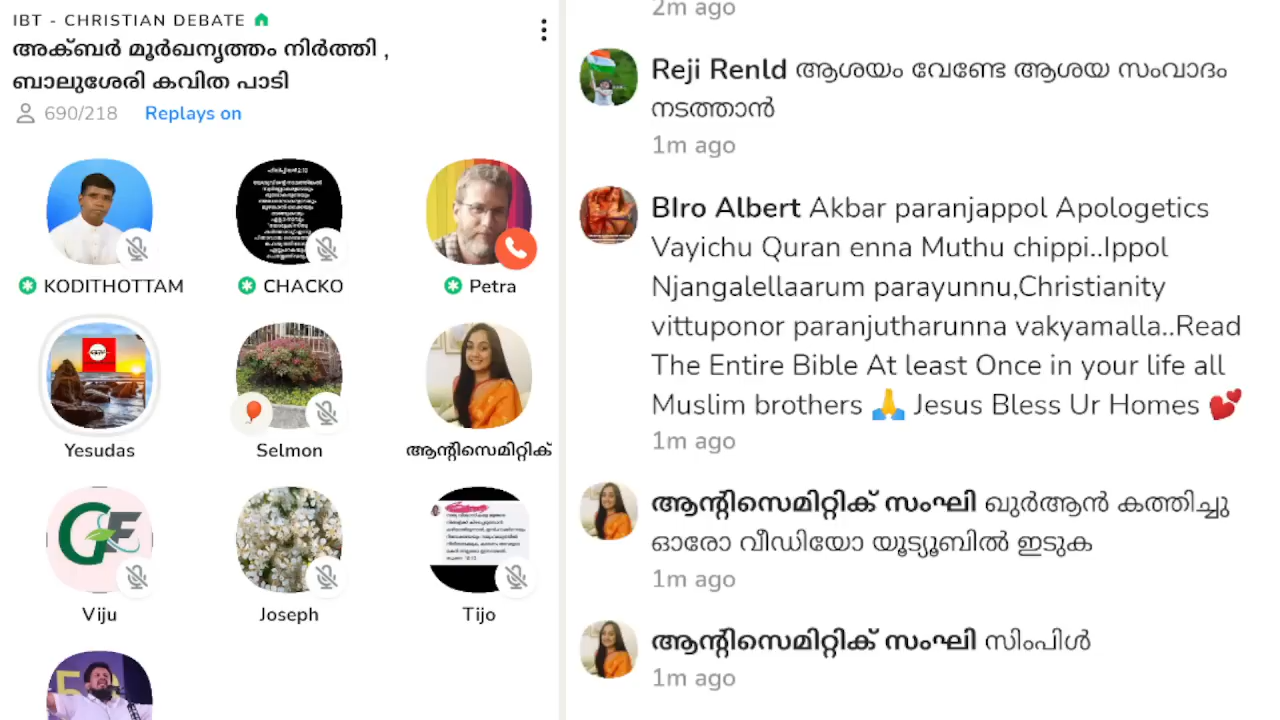 IBT - CHRISTIAN DEBATE
അക്ബർ മൂർഖനൃത്തം നിർത്തി ,
ബാലുശേരി കവിത പാടി
690/218 Replays on
KODITHOTTAM CHACKO Petra
Yesudas Selmon ആന്റിസെമിറ്റിക്
Viju Joseph Tijo
2m ago
Reji Renld ആശയം വേണ്ടേ ആശയ സംവാദം
നടത്താൻ
1m ago
BIro Albert Akbar paranjappol Apologetics
Vayichu Quran enna Muthu chippi..Ippol
Njangalellaarum parayunnu,Christianity
vittuponor paranjutharunna vakyamalla..Read
The Entire Bible At least Once in your life all
Muslim brothers 🙏 Jesus Bless Ur Homes 💕
1m ago
ആന്റിസെമിറ്റിക് സംഘി ഖുർആൻ കത്തിച്ചു
ഓരോ വീഡിയോ യൂട്യൂബിൽ ഇടുക
1m ago
ആന്റിസെമിറ്റിക് സംഘി സിംപിൾ
1m ago